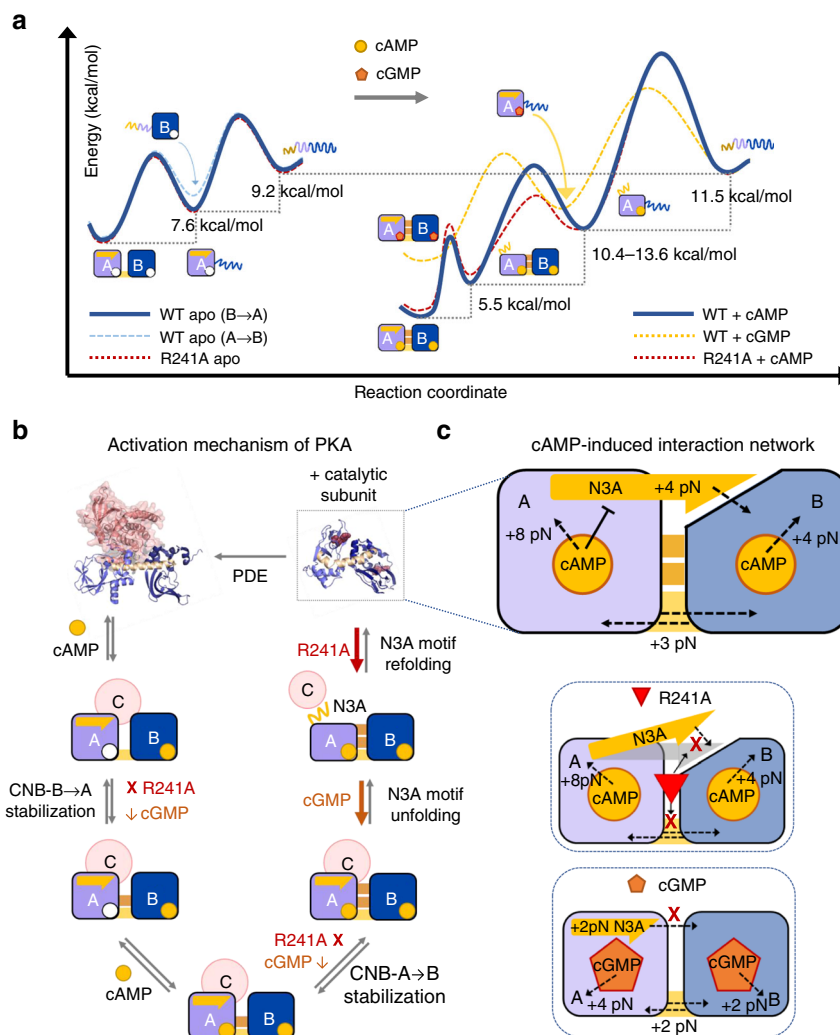 a
cAMP
cGMP
Energy (kcal/mol)
B
A
9.2 kcal/mol
7.6 kcal/mol
A B
A
A B
A B
A
11.5 kcal/mol
10.4–13.6 kcal/mol
5.5 kcal/mol
A B
WT apo (B→A)
WT apo (A→B)
R241A apo
WT + cAMP
WT + cGMP
R241A + cAMP
Reaction coordinate
b
Activation mechanism of PKA
+ catalytic
subunit
PDE
cAMP
R241A
N3A motif
refolding
C
A B
C
N3A
A B
CNB-B→A
stabilization
X R241A
↓ cGMP
cGMP
N3A motif
unfolding
C
A B
C
A B
R241A X
cGMP ↓
cAMP
CNB-A→B
stabilization
C
A B
c
cAMP-induced interaction network
N3A +4 pN
A
B
+8 pN
+4 pN
cAMP
cAMP
+3 pN
R241A
N3A
X
A
B
+8pN
+4 pN
cAMP
cAMP
X
cGMP
X
+2pN N3A
cGMP
cGMP
A
B
+4 pN
+2 pN
+2 pN